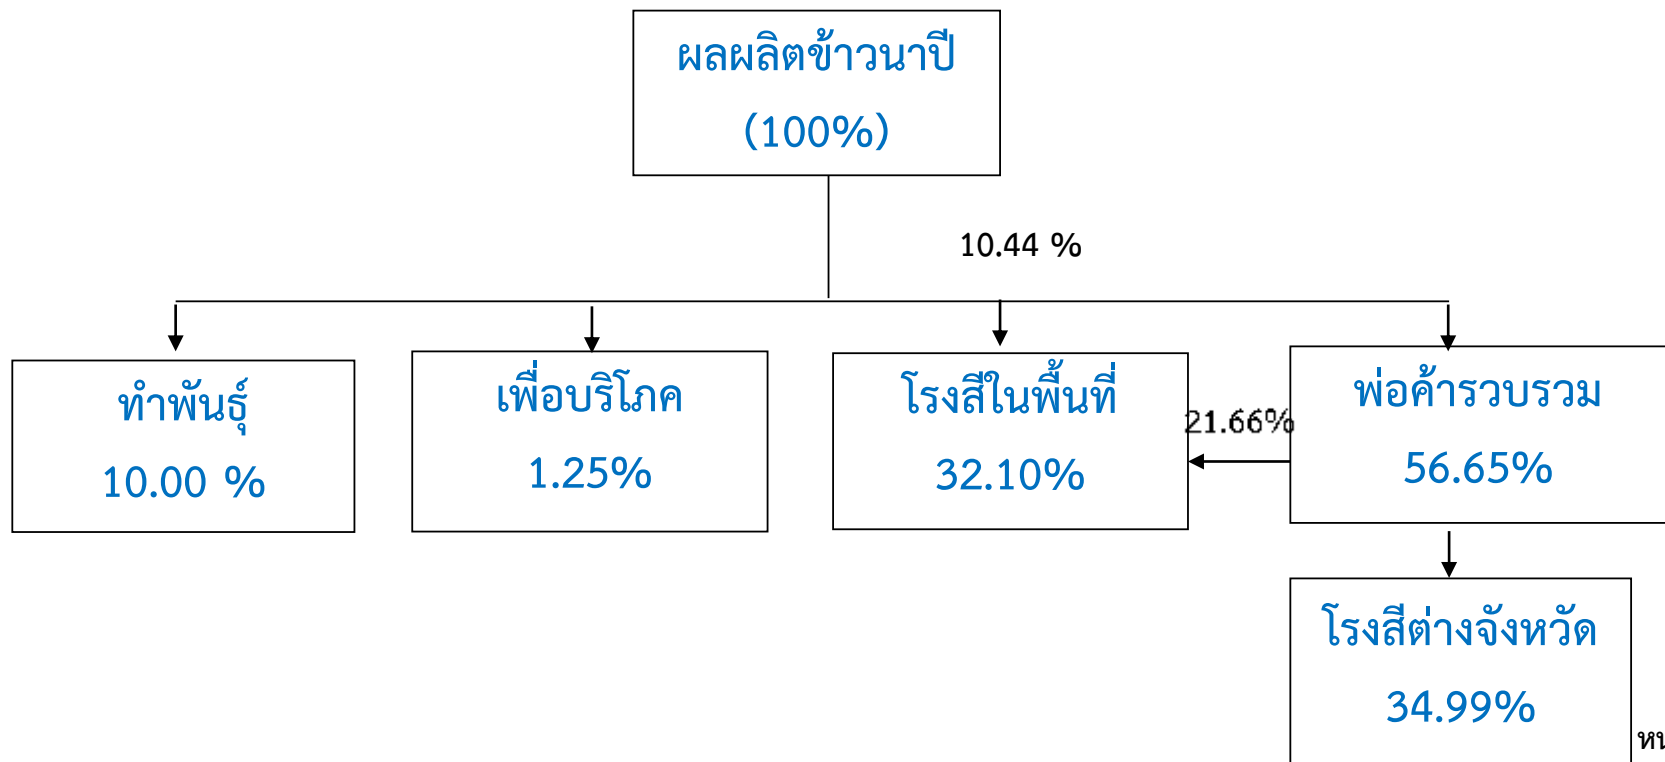 ผลผลิตข้าวนาปี
(100%)
10.44 %
ทำพันธุ์
10.00 %
เพื่อบริโภค
1.25%
โรงสีในพื้นที่
32.10%
21.66%
พ่อค้ารวบรวม
56.65%
โรงสีต่างจังหวัด
34.99%